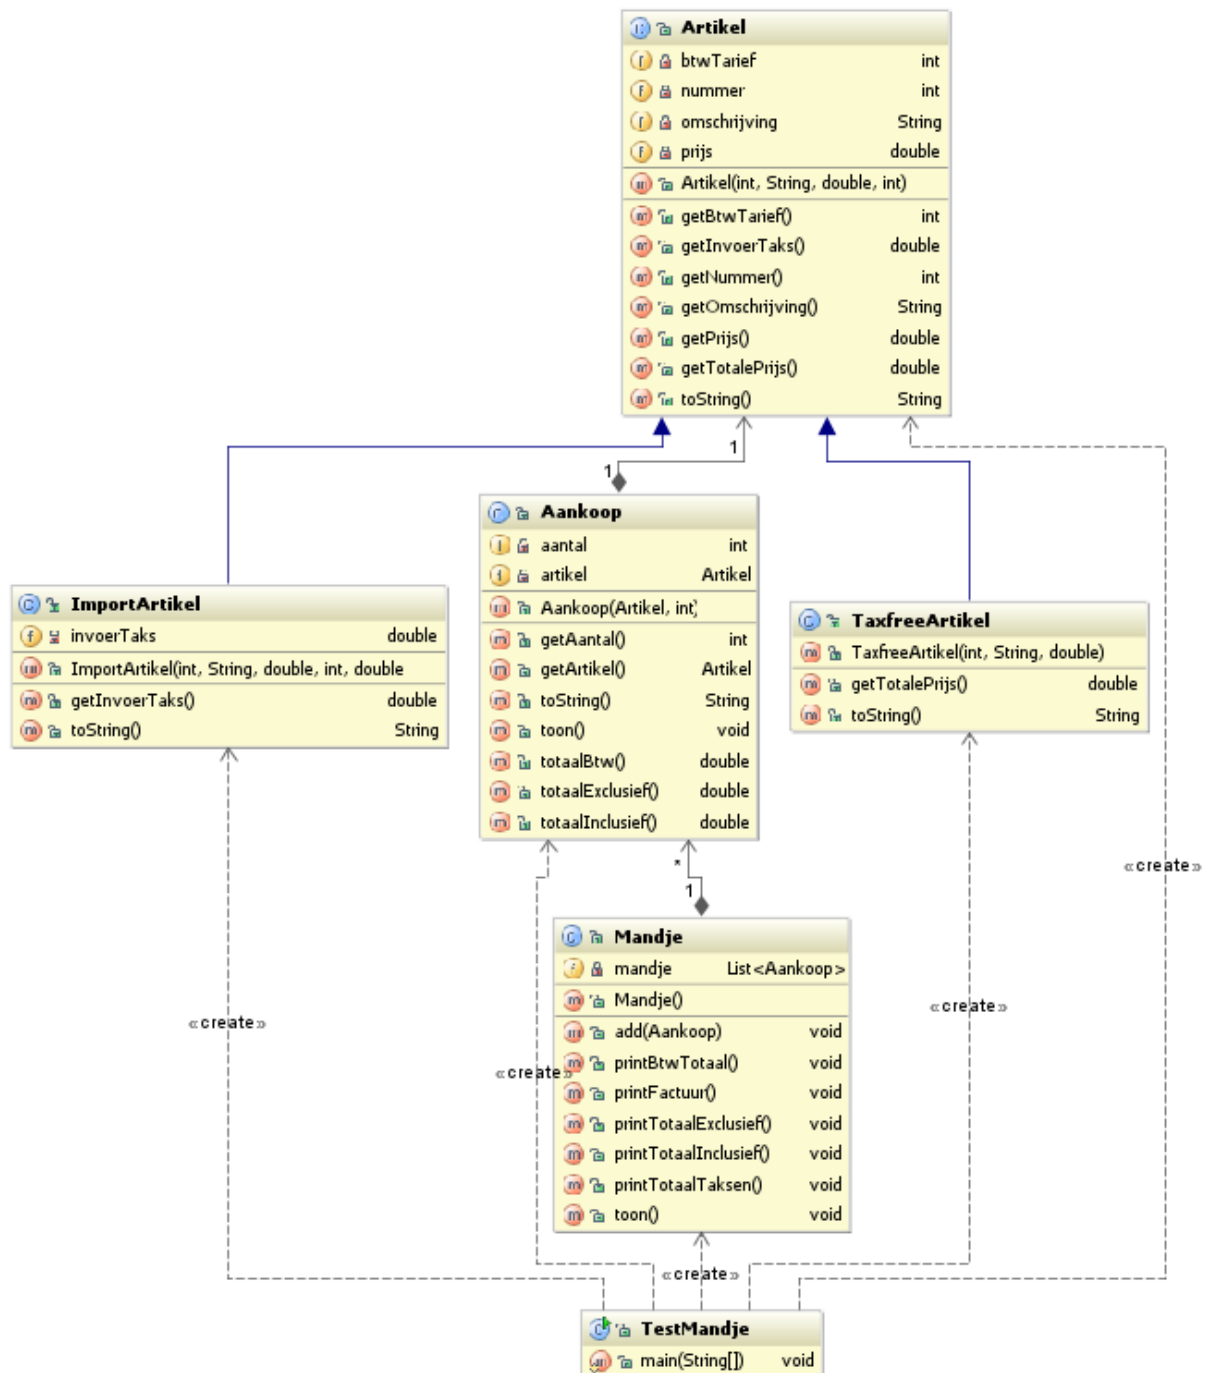 Artikel
btwTarief int
nummer int
omschrijving String
prijs double
Artikel(int, String, double, int)
getBtwTarief() int
getInvoerTaks() double
getNummer() int
getOmschrijving() String
getPrijs() double
getTotalePrijs() double
toString() String
1
1
Aankoop
aantal int
artikel Artikel
Aankoop(Artikel, int)
getAantal() int
getArtikel() Artikel
toString() String
toon() void
totaalBtw() double
totaalExclusief() double
totaalInclusief() double
ImportArtikel
invoerTaks double
ImportArtikel(int, String, double, int, double
getInvoerTaks() double
toString() String
TaxfreeArtikel
TaxfreeArtikel(int, String, double)
getTotalePrijs() double
toString() String
*
1
«create»
Mandje
mandje List<Aankoop>
Mandje()
add(Aankoop) void
printBtwTotaal() void
printFactuur() void
printTotaalExclusief() void
printTotaalInclusief() void
printTotaalTaksen() void
toon() void
«create»
«create»
«create»
«create»
TestMandje
main(String[]) void